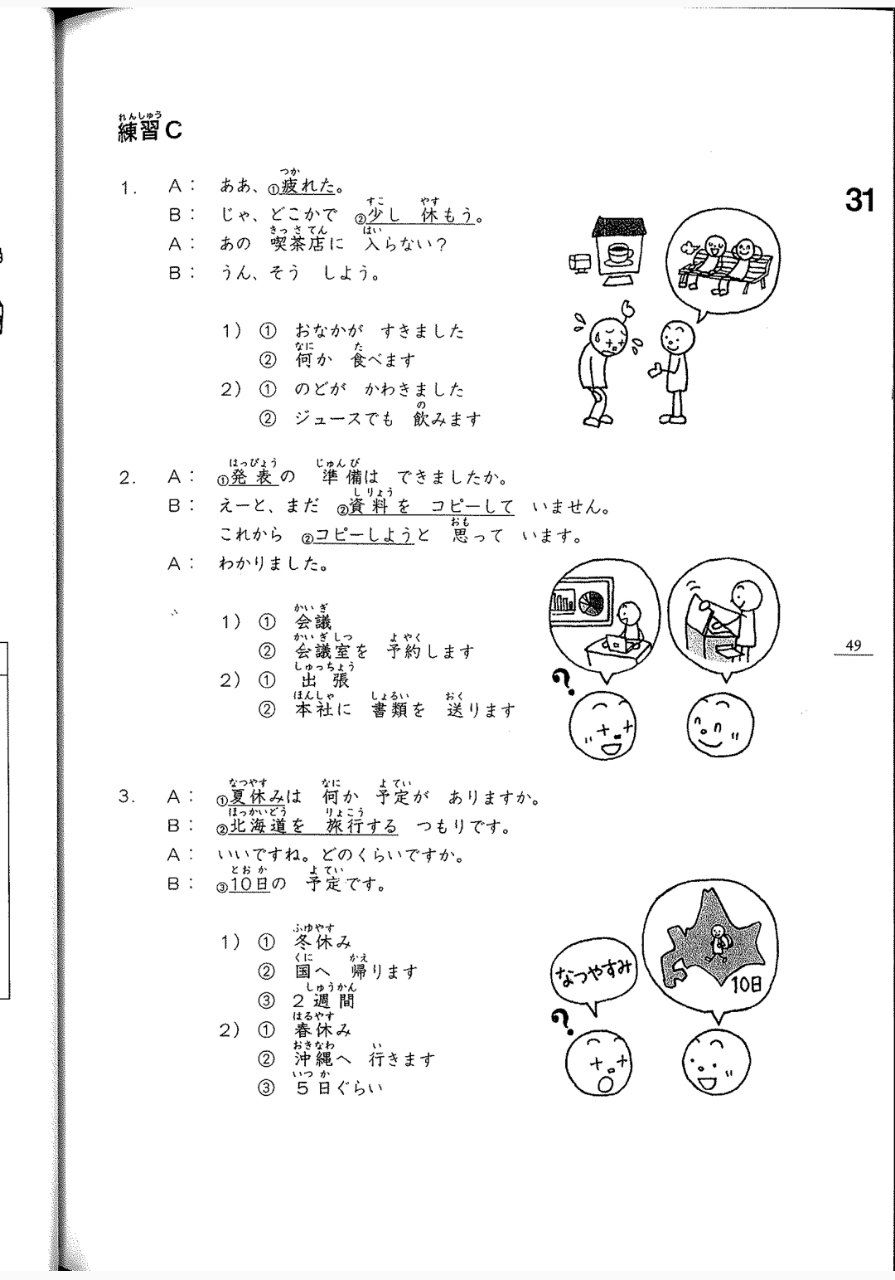 練習C
31
1. A: ああ、①疲れた。
B: じゃ、どこかで ②少し 休もう。
A: あの 喫茶店に 入らない?
B: うん、そう しよう。
1) ① おなかが すきました
② 何か 食べます
2) ① のどが かわきました
② ジュースでも 飲みます
2. A: ①発表の 準備は できましたか。
B: えーと、まだ ②資料を コピーして いません。
これから ②コピーしようと 思って います。
A: わかりました。
1) ① 会議
② 会議室を 予約します
2) ① 出張
② 本社に 書類を 送ります
49
3. A: ①夏休みは 何か 予定が ありますか。
B: ②北海道を 旅行する つもりです。
A: いいですね。どのくらいですか。
B: ③10日の 予定です。
1) ① 冬休み
② 国へ 帰ります
③ 2週間
2) ① 春休み
② 沖縄へ 行きます
③ 5日ぐらい
なつやすみ
10日